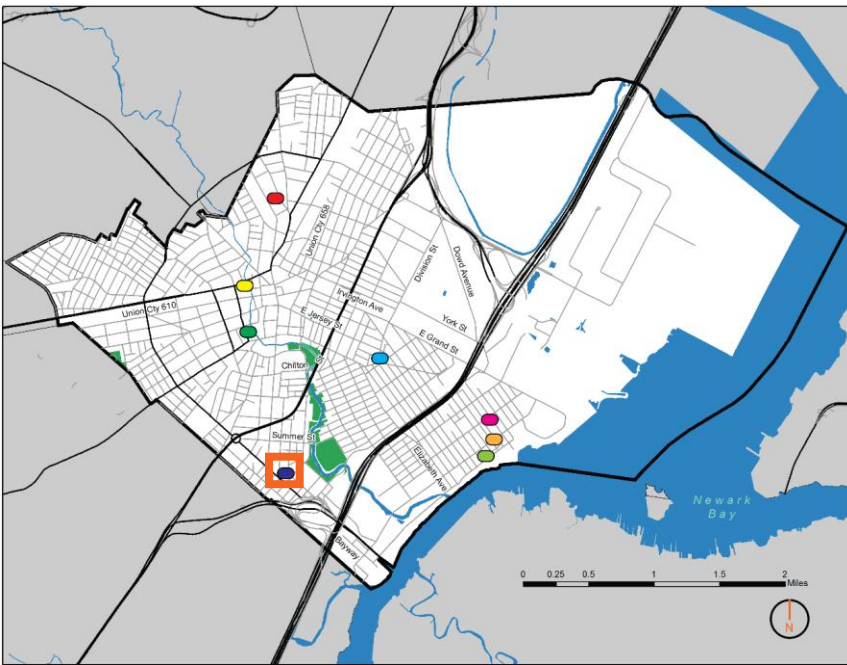 Union Cty 658
Division St
Dowd Avenue
Union Cty 610
Irvington Ave
E Jersey St
York St
E Grand St
Chilton St
Summer St
Elizabeth Ave
Bayway
Newark
Bay
0 0.25 0.5 1 1.5 2
Miles
N